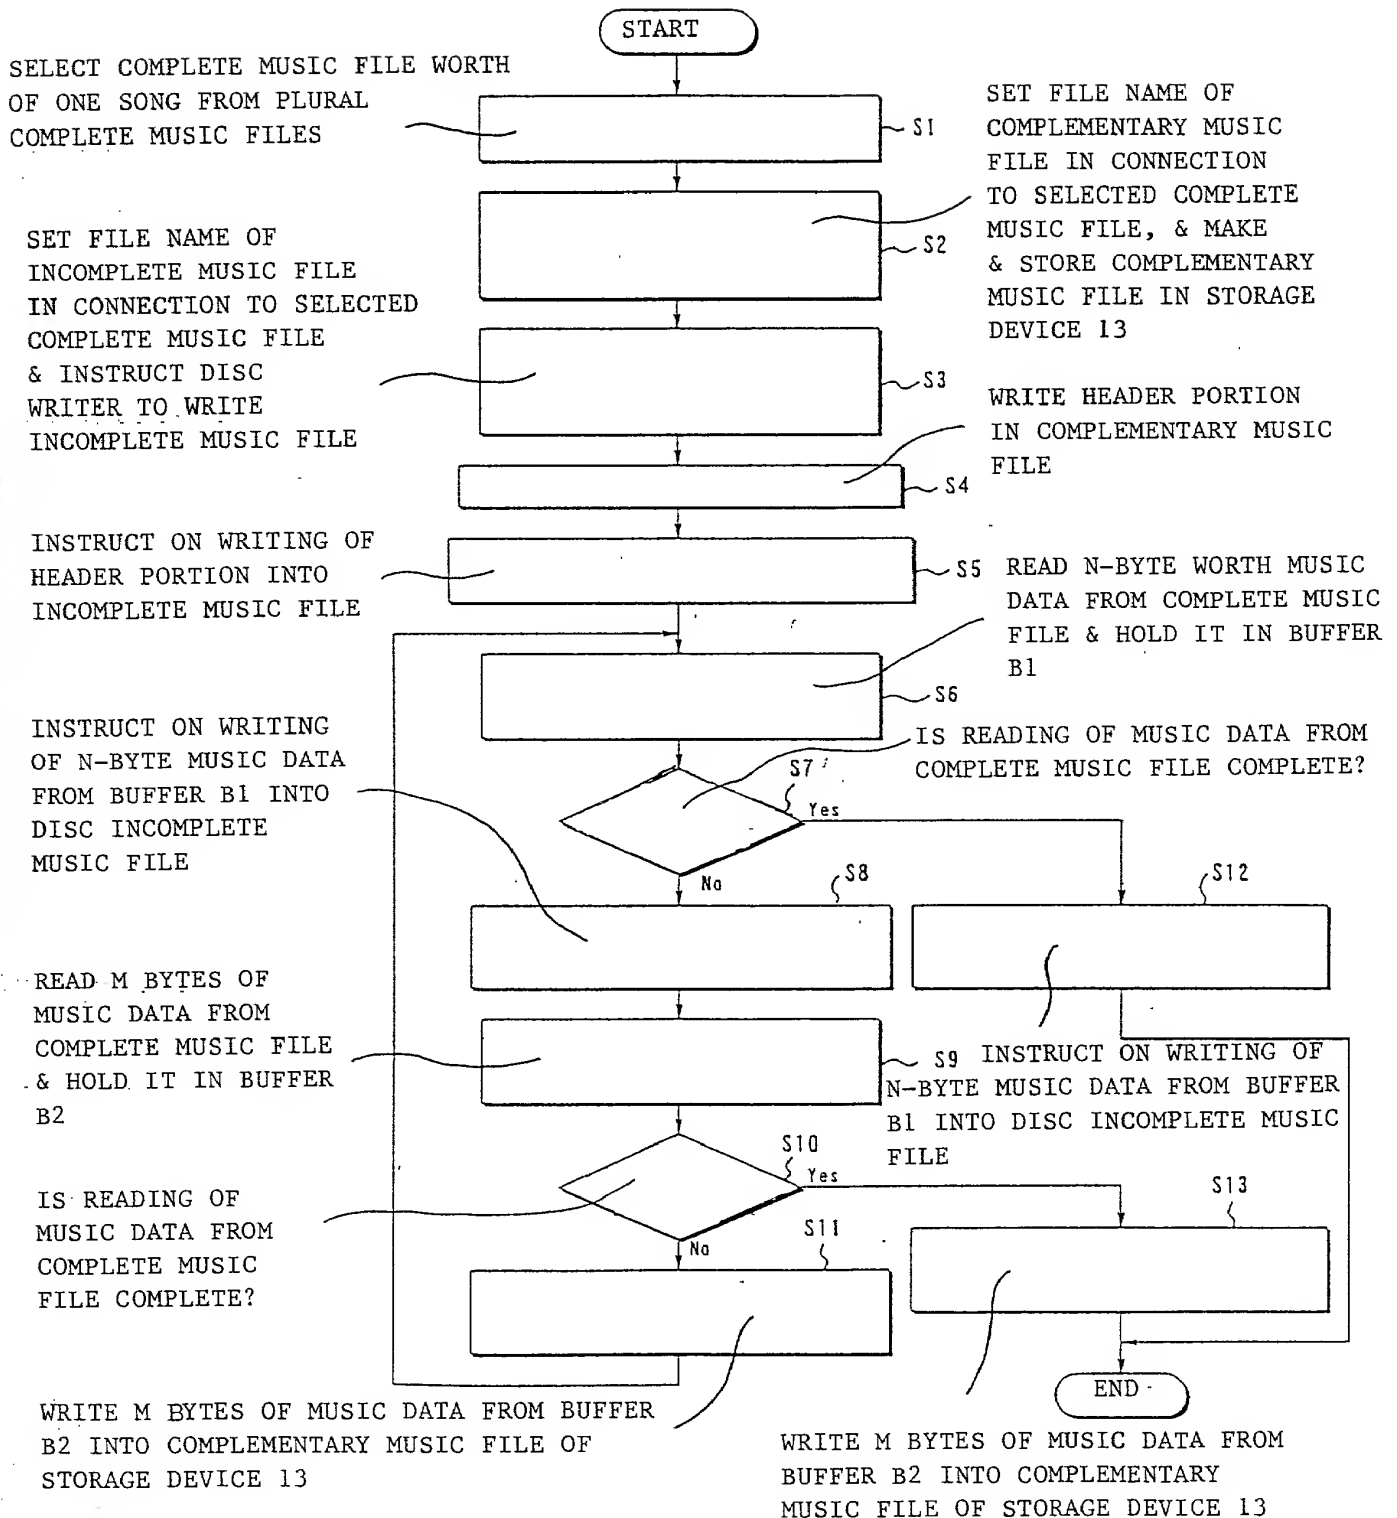 START
SELECT COMPLETE MUSIC FILE WORTH
OF ONE SONG FROM PLURAL
COMPLETE MUSIC FILES
S1
SET FILE NAME OF
COMPLEMENTARY MUSIC
FILE IN CONNECTION
TO SELECTED COMPLETE
MUSIC FILE, & MAKE
& STORE COMPLEMENTARY
MUSIC FILE IN STORAGE
DEVICE 13
S2
SET FILE NAME OF
INCOMPLETE MUSIC FILE
IN CONNECTION TO SELECTED
COMPLETE MUSIC FILE
& INSTRUCT DISC
WRITER TO WRITE
INCOMPLETE MUSIC FILE
S3
WRITE HEADER PORTION
IN COMPLEMENTARY MUSIC
FILE
S4
INSTRUCT ON WRITING OF
HEADER PORTION INTO
INCOMPLETE MUSIC FILE
S5
READ N-BYTE WORTH MUSIC
DATA FROM COMPLETE MUSIC
FILE & HOLD IT IN BUFFER
B1
S6
IS READING OF MUSIC DATA FROM
COMPLETE MUSIC FILE COMPLETE?
S7
Yes
No
INSTRUCT ON WRITING
OF N-BYTE MUSIC DATA
FROM BUFFER B1 INTO
DISC INCOMPLETE
MUSIC FILE
S8
S12
READ M BYTES OF
MUSIC DATA FROM
COMPLETE MUSIC FILE
& HOLD IT IN BUFFER
B2
S9
INSTRUCT ON WRITING OF
N-BYTE MUSIC DATA FROM BUFFER
B1 INTO DISC INCOMPLETE MUSIC
FILE
S10
Yes
No
IS READING OF
MUSIC DATA FROM
COMPLETE MUSIC
FILE COMPLETE?
S11
S13
END
WRITE M BYTES OF MUSIC DATA FROM BUFFER
B2 INTO COMPLEMENTARY MUSIC FILE OF
STORAGE DEVICE 13
WRITE M BYTES OF MUSIC DATA FROM
BUFFER B2 INTO COMPLEMENTARY
MUSIC FILE OF STORAGE DEVICE 13